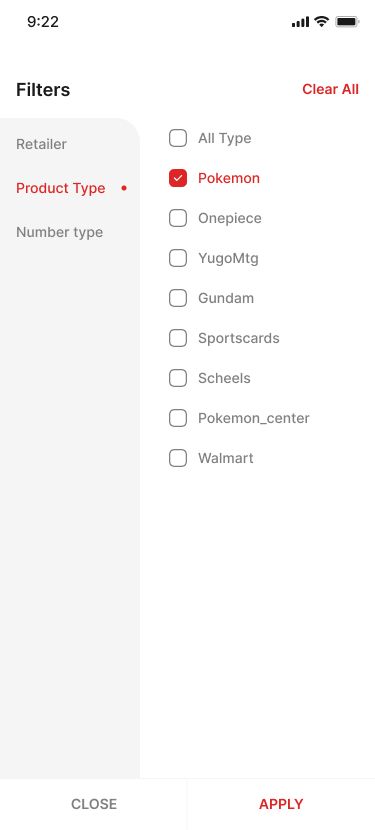 9:22
Filters
Clear All
Retailer
Product Type
Number type
All Type
Pokemon
Onepiece
YugoMtg
Gundam
Sportscards
Scheels
Pokemon_center
Walmart
CLOSE
APPLY